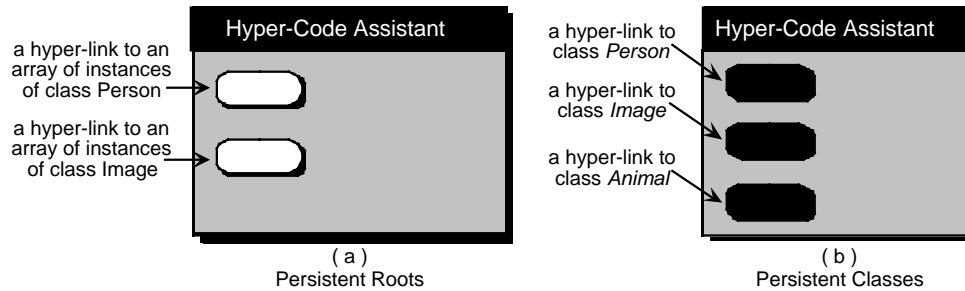 Hyper-Code Assistant
a hyper-link to an
array of instances
of class Person
a hyper-link to an
array of instances
of class Image
( a )
Persistent Roots
Hyper-Code Assistant
a hyper-link to
class Person
a hyper-link to
class Image
a hyper-link to
class Animal
( b )
Persistent Classes